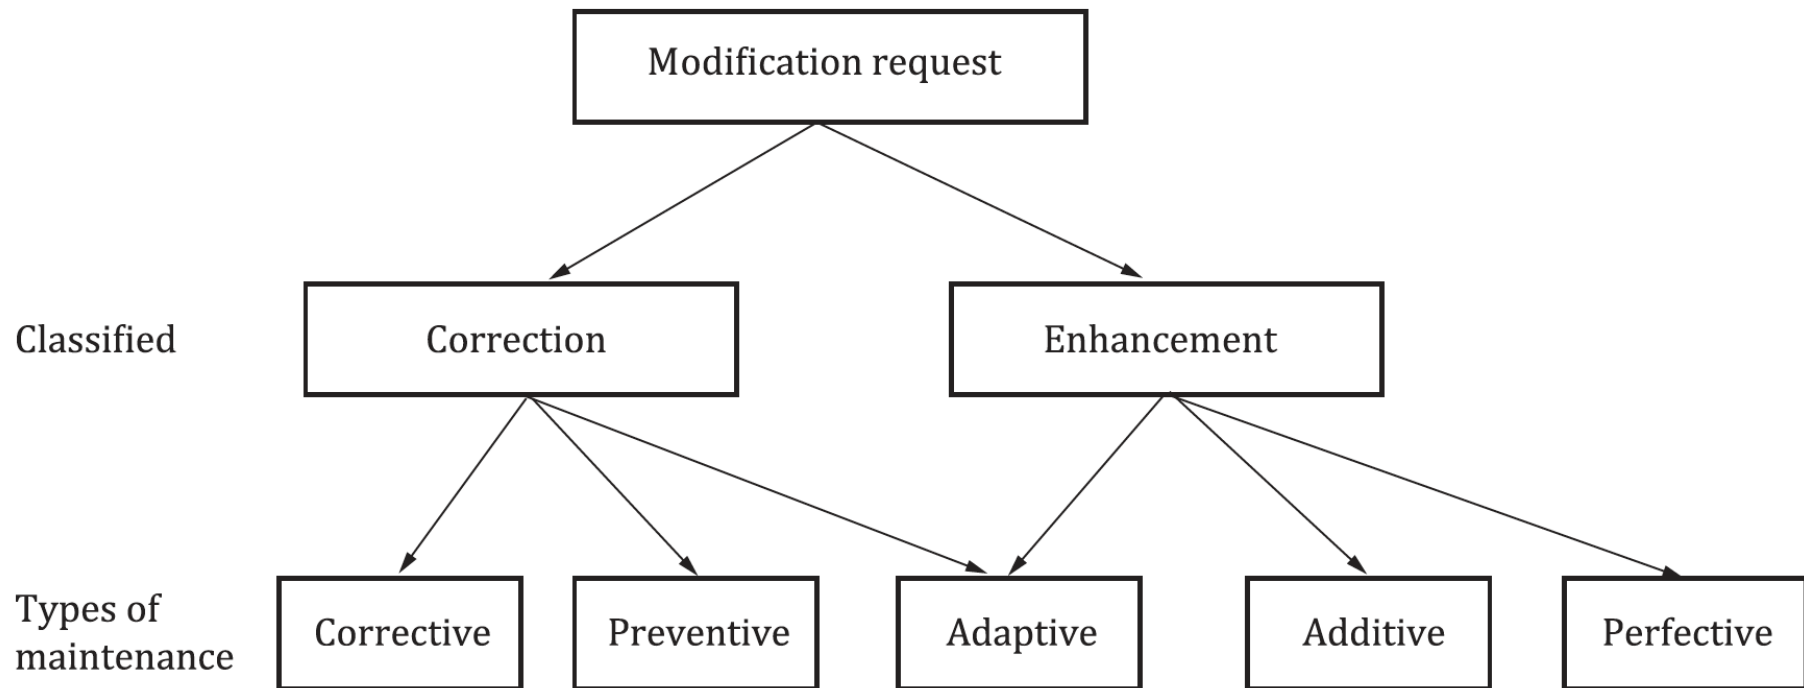 Modification request
Classified
Correction
Enhancement
Types of
maintenance
Corrective
Preventive
Adaptive
Additive
Perfective